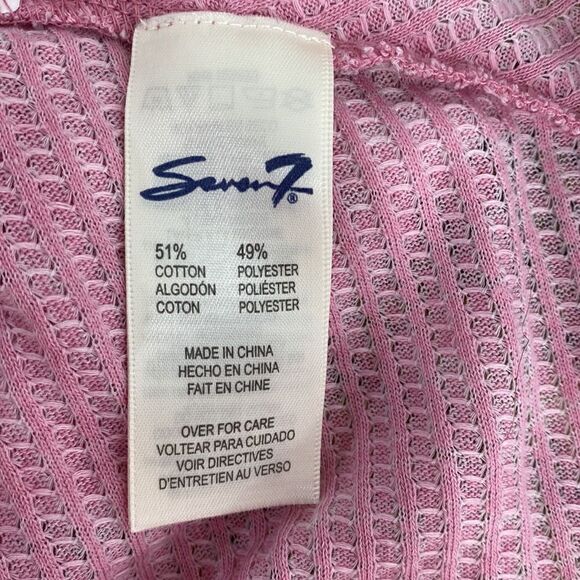 Seven7®
51% 49%
COTTON POLYESTER
ALGODÓN POLIÉSTER
COTON POLYESTER
MADE IN CHINA
HECHO EN CHINA
FAIT EN CHINE
OVER FOR CARE
VOLTEAR PARA CUIDADO
VOIR DIRECTIVES
D'ENTRETIEN AU VERSO